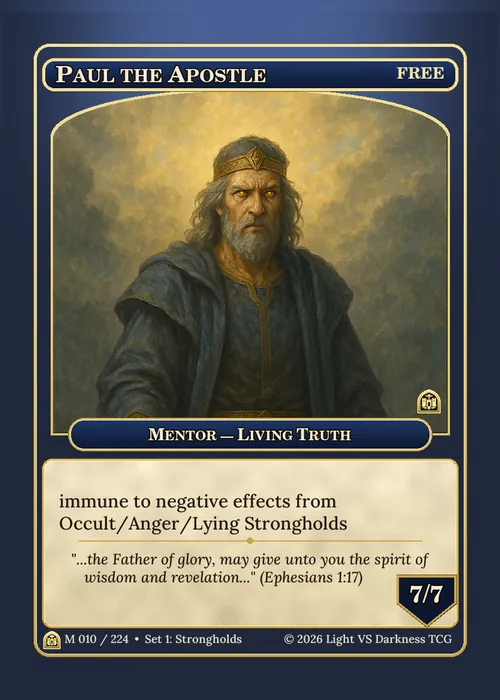 PAUL THE APOSTLE FREE
MENTOR — LIVING TRUTH
immune to negative effects from
Occult/Anger/Lying Strongholds
"...the Father of glory, may give unto you the spirit of
wisdom and revelation..." (Ephesians 1:17)
7/7
M 010 / 224 • Set 1: Strongholds © 2026 Light VS Darkness TCG